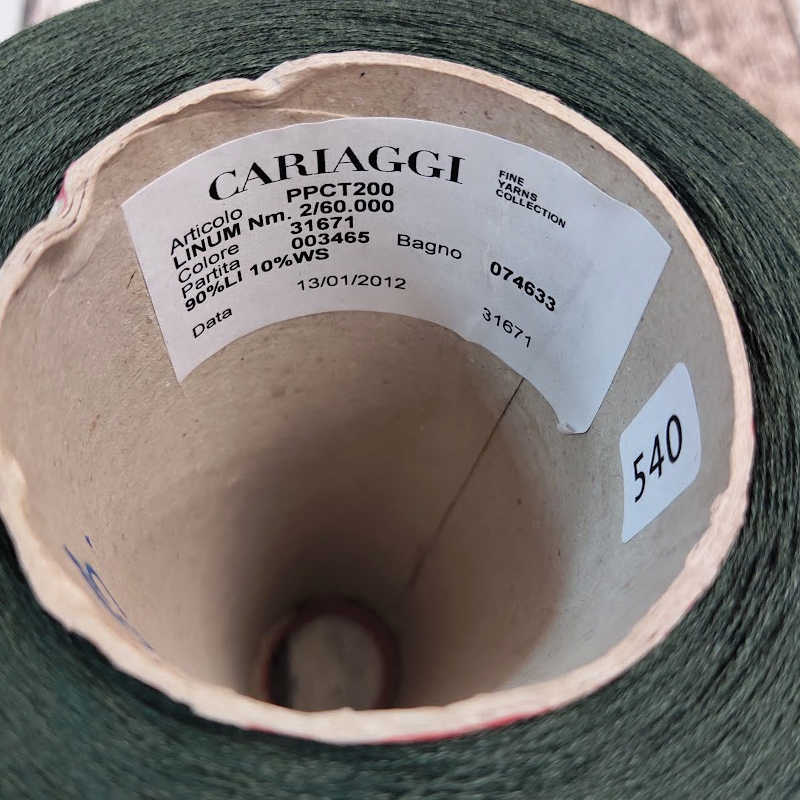 CARIAGGI
FINE
YARNS
COLLECTION
Articolo PPCT200
LINUM Nm. 2/60.000
Colore 31671
Partita 003465 Bagno 074633
90%LI 10%WS
Data 13/01/2012 31671
540